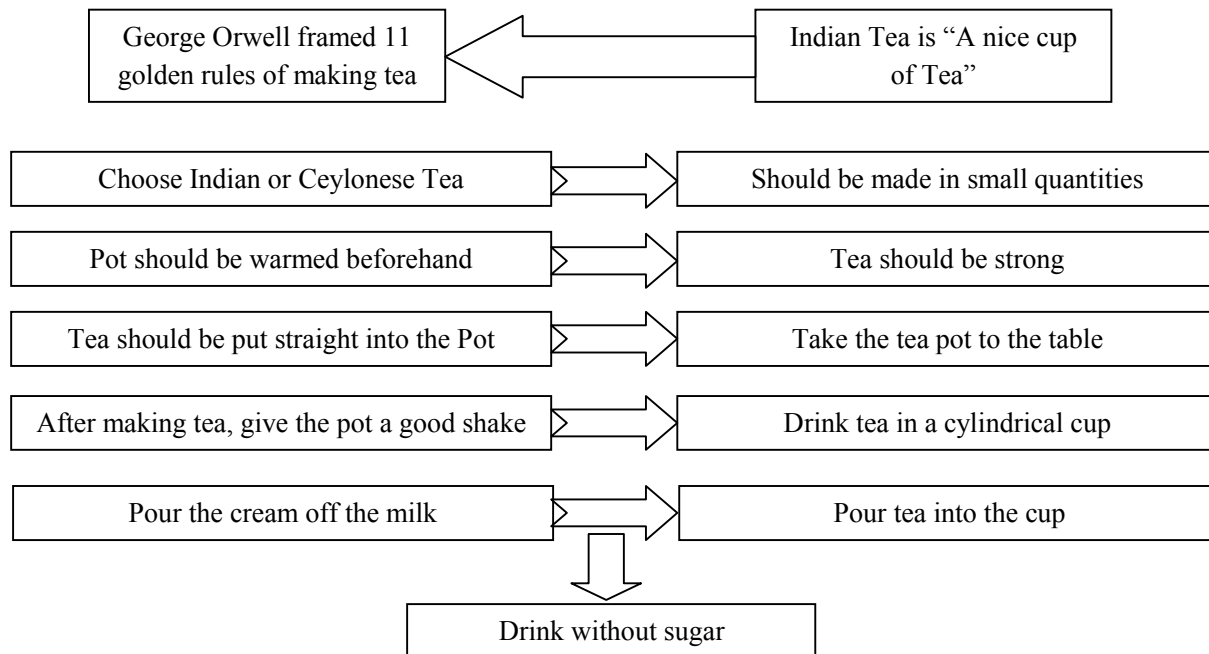 George Orwell framed 11
golden rules of making tea
Indian Tea is “A nice cup
of Tea”
Choose Indian or Ceylonese Tea
Should be made in small quantities
Pot should be warmed beforehand
Tea should be strong
Tea should be put straight into the Pot
Take the tea pot to the table
After making tea, give the pot a good shake
Drink tea in a cylindrical cup
Pour the cream off the milk
Pour tea into the cup
Drink without sugar